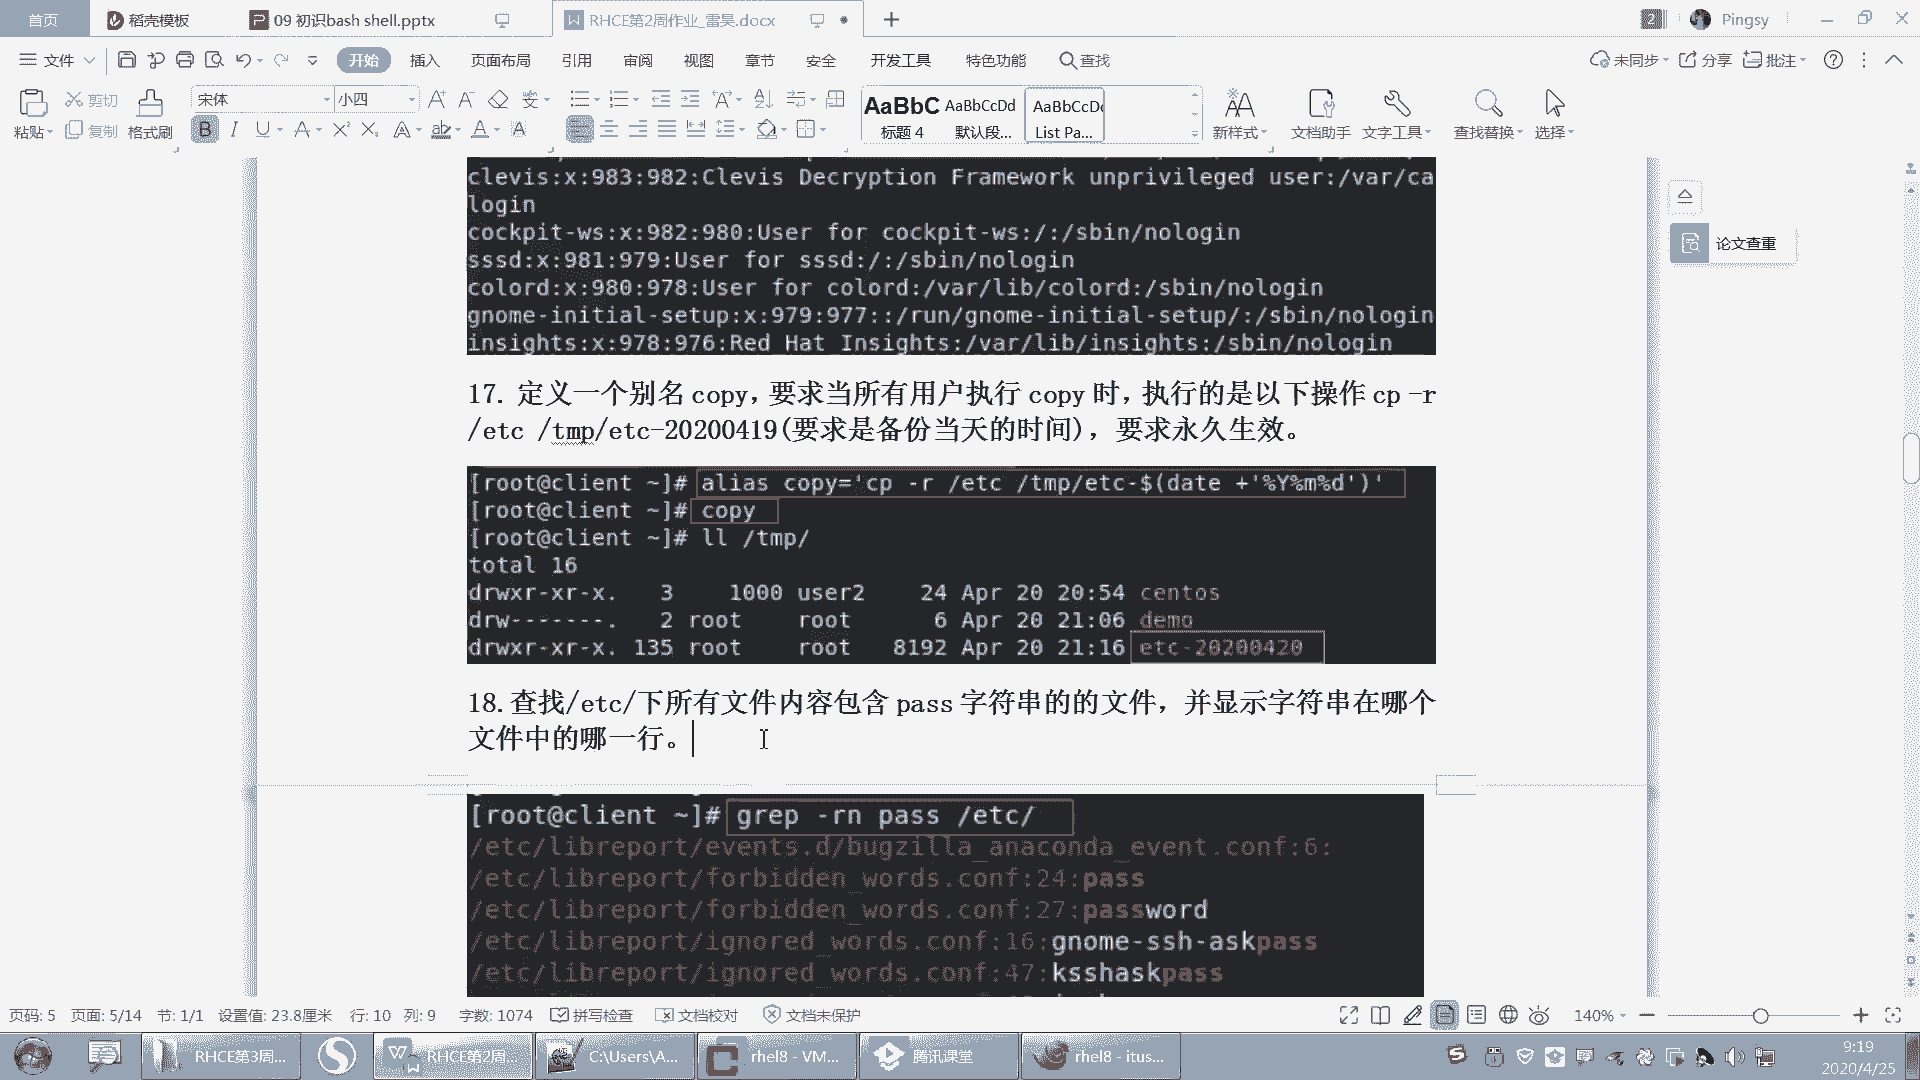 首页
稻壳模板
09 初识bash shell.pptx
RHCE第2周作业_雷昊.docx
2
Pingsy
文件
开始
插入
页面布局
引用
审阅
视图
章节
安全
开发工具
特色功能
查找
未同步
分享
批注
粘贴
剪切
复制
格式刷
宋体
小四
AaBbC
标题 4
AaBbCcDd
默认段...
AaBbCcDc
List Pa...
新样式
文档助手
文字工具
查找替换
选择
论文查重
clevis:x:983:982:Clevis Decryption Framework unprivileged user:/var/ca
login
cockpit-ws:x:982:980:User for cockpit-ws:/:/sbin/nologin
sssd:x:981:979:User for sssd:/:/sbin/nologin
colord:x:980:978:User for colord:/var/lib/colord:/sbin/nologin
gnome-initial-setup:x:979:977::/run/gnome-initial-setup/:/sbin/nologin
insights:x:978:976:Red Hat Insights:/var/lib/insights:/sbin/nologin
17. 定义一个别名 copy，要求当所有用户执行 copy 时，执行的是以下操作 cp –r
/etc /tmp/etc-20200419(要求是备份当天的时间)，要求永久生效。
[root@client ~]# alias copy='cp -r /etc /tmp/etc-$(date +'%Y%m%d')'
[root@client ~]# copy
[root@client ~]# ll /tmp/
total 16
drwxr-xr-x. 3 1000 user2 24 Apr 20 20:54 centos
drw-------. 2 root root 6 Apr 20 21:06 demo
drwxr-xr-x. 135 root root 8192 Apr 20 21:16 etc-20200420
18.查找/etc/下所有文件内容包含 pass 字符串的的文件，并显示字符串在哪个
文件中的哪一行。
[root@client ~]# grep -rn pass /etc/
/etc/libreport/events.d/bugzilla_anaconda_event.conf:6:
/etc/libreport/forbidden_words.conf:24:pass
/etc/libreport/forbidden_words.conf:27:password
/etc/libreport/ignored_words.conf:16:gnome-ssh-askpass
/etc/libreport/ignored_words.conf:47:ksshaskpass
页码: 5
页面: 5/14
节: 1/1
设置值: 23.8厘米
行: 10
列: 9
字数: 1074
拼写检查
文档校对
文档未保护
140%
RHCE第3周...
RHCE第2周...
C:\Users\A...
rhel8 - VM...
腾讯课堂
rhel8 - itus...
9:19
2020/4/25